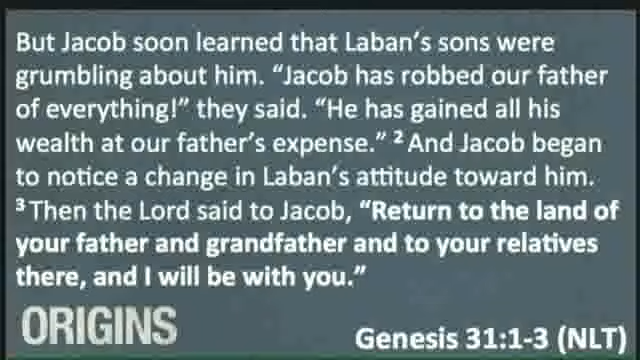 But Jacob soon learned that Laban's sons were
grumbling about him. “Jacob has robbed our father
of everything!” they said. “He has gained all his
wealth at our father's expense.” ² And Jacob began
to notice a change in Laban's attitude toward him.
³ Then the Lord said to Jacob, “Return to the land of
your father and grandfather and to your relatives
there, and I will be with you.”
ORIGINS
Genesis 31:1-3 (NLT)